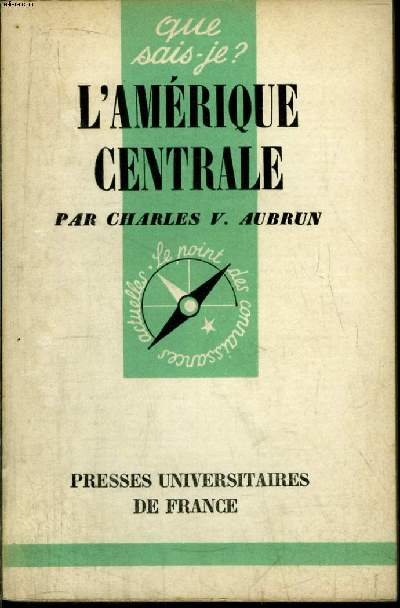 que
sais-je?
L'AMÉRIQUE
CENTRALE
PAR CHARLES V. AUBRUN
le point des connaissances actuelles
PRESSES UNIVERSITAIRES
DE FRANCE